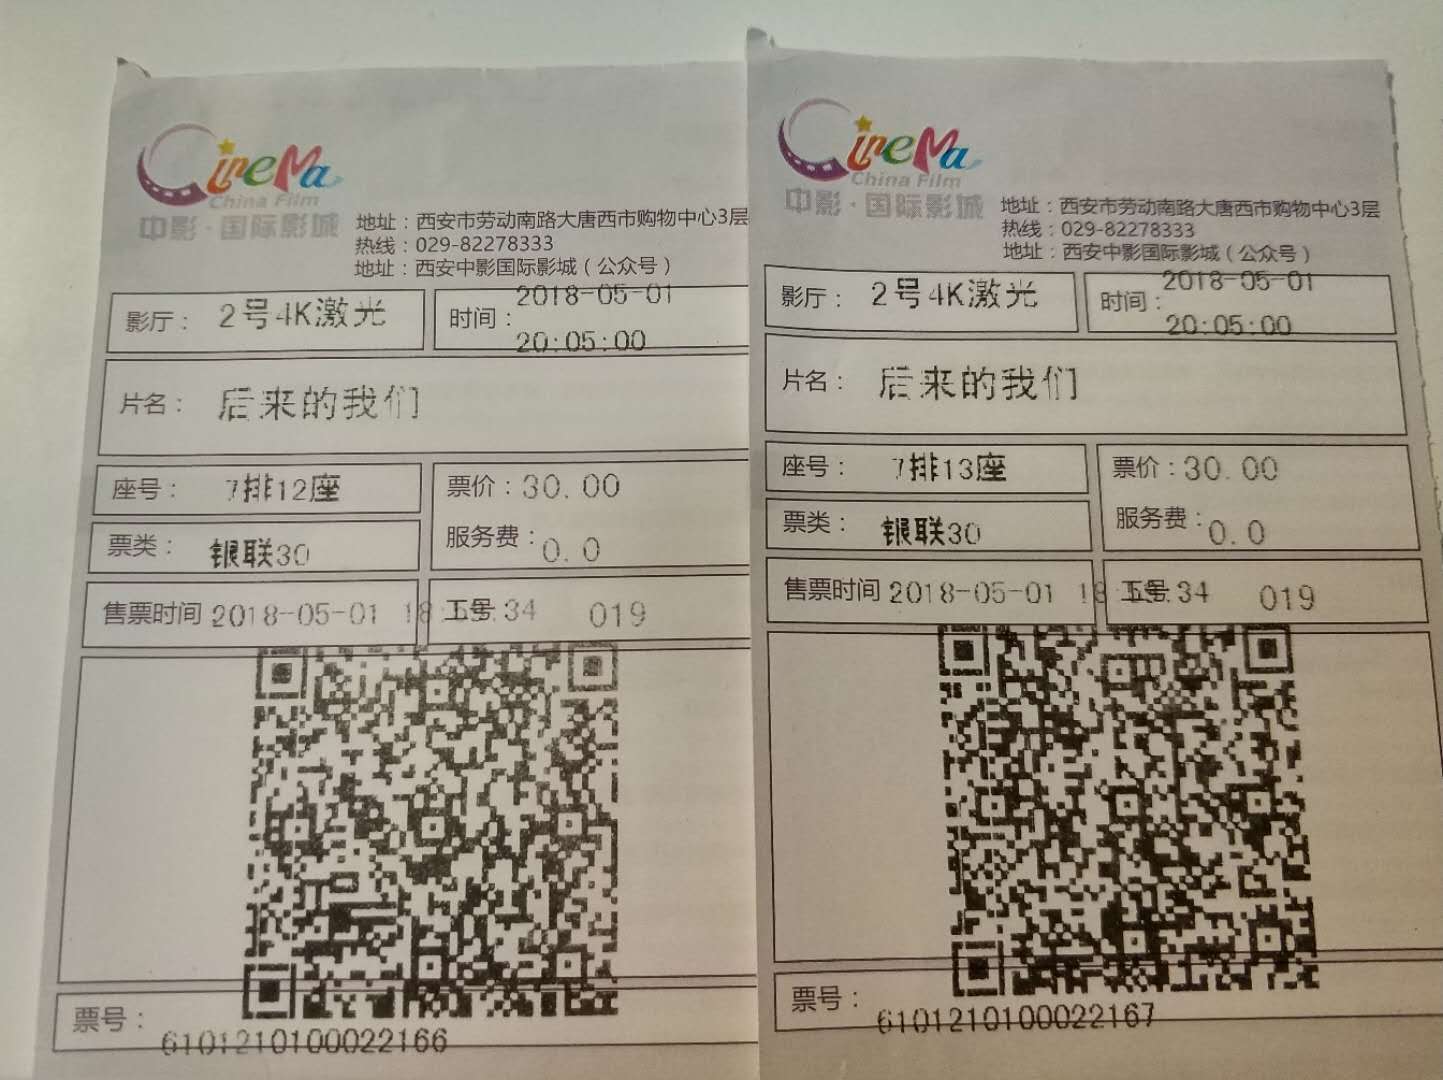 CineMa
China Film
中影·国际影城
地址：西安市劳动南路大唐西市购物中心3层
热线：029-82278333
地址：西安中影国际影城（公众号）
影厅： 2号4K激光
时间： 2018-05-01
20:05:00
片名： 后来的我们
座号： 7排12座
票价：30.00
票类： 银联30
服务费：0.0
售票时间 2018-05-01
工号 019
票号：
6101210100022166
CineMa
China Film
中影·国际影城
地址：西安市劳动南路大唐西市购物中心3层
热线：029-82278333
地址：西安中影国际影城（公众号）
影厅： 2号4K激光
时间： 2018-05-01
20:05:00
片名： 后来的我们
座号： 7排13座
票价：30.00
票类： 银联30
服务费：0.0
售票时间 2018-05-01
工号 019
票号：
6101210100022167